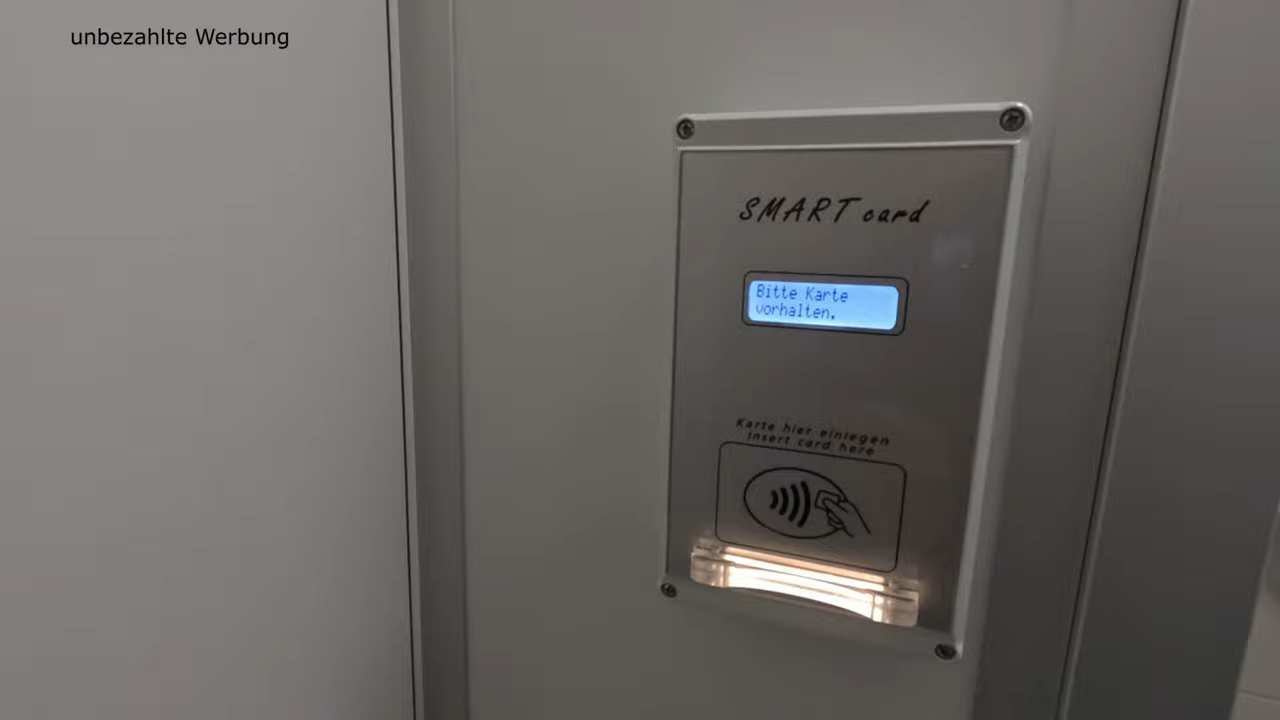 unbezahlte Werbung
SMART card
Bitte Karte
vorhalten.
Karte hier einlegen
Insert card here